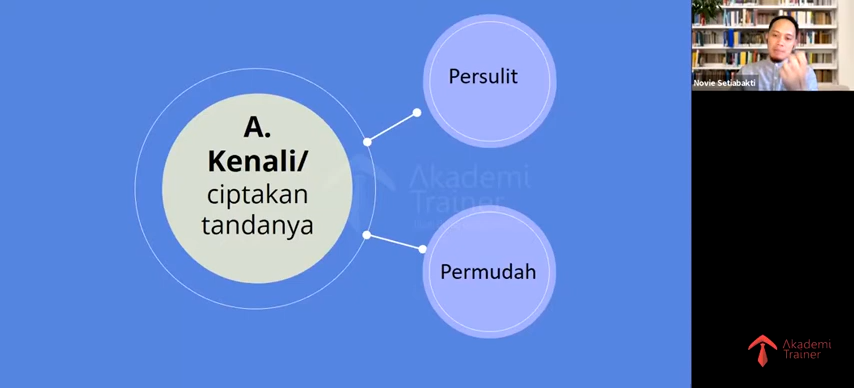 A.
Kenali/
ciptakan
tandanya
Persulit
Permudah
Akademi
Trainer
Novie Setiabakti
Akademi
Trainer